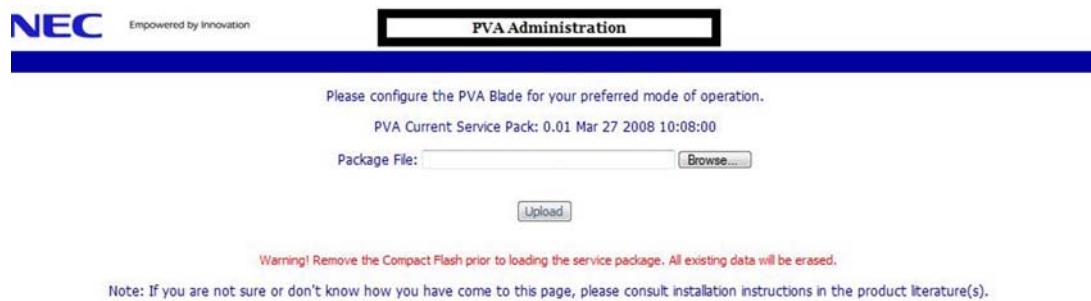 NEC Empowered by Innovation PVA Administration
Please configure the PVA Blade for your preferred mode of operation.
PVA Current Service Pack: 0.01 Mar 27 2008 10:08:00
Package File: Browse...
Upload
Warning! Remove the Compact Flash prior to loading the service package. All existing data will be erased.
Note: If you are not sure or don't know how you have come to this page, please consult installation instructions in the product literature(s).